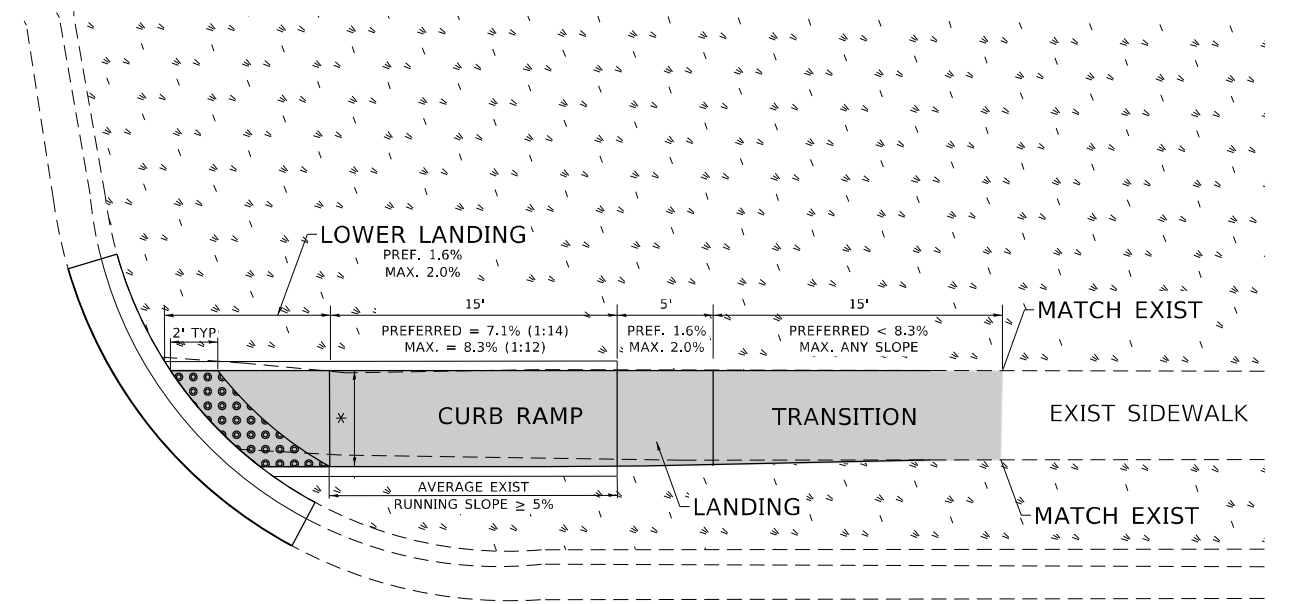 LOWER LANDING
PREF. 1.6%
MAX. 2.0%
15'
5'
15'
2' TYP
PREFERRED = 7.1% (1:14)
MAX. = 8.3% (1:12)
PREF. 1.6%
MAX. 2.0%
PREFERRED < 8.3%
MAX. ANY SLOPE
MATCH EXIST
*
CURB RAMP
TRANSITION
EXIST SIDEWALK
AVERAGE EXIST
RUNNING SLOPE ≥ 5%
LANDING
MATCH EXIST